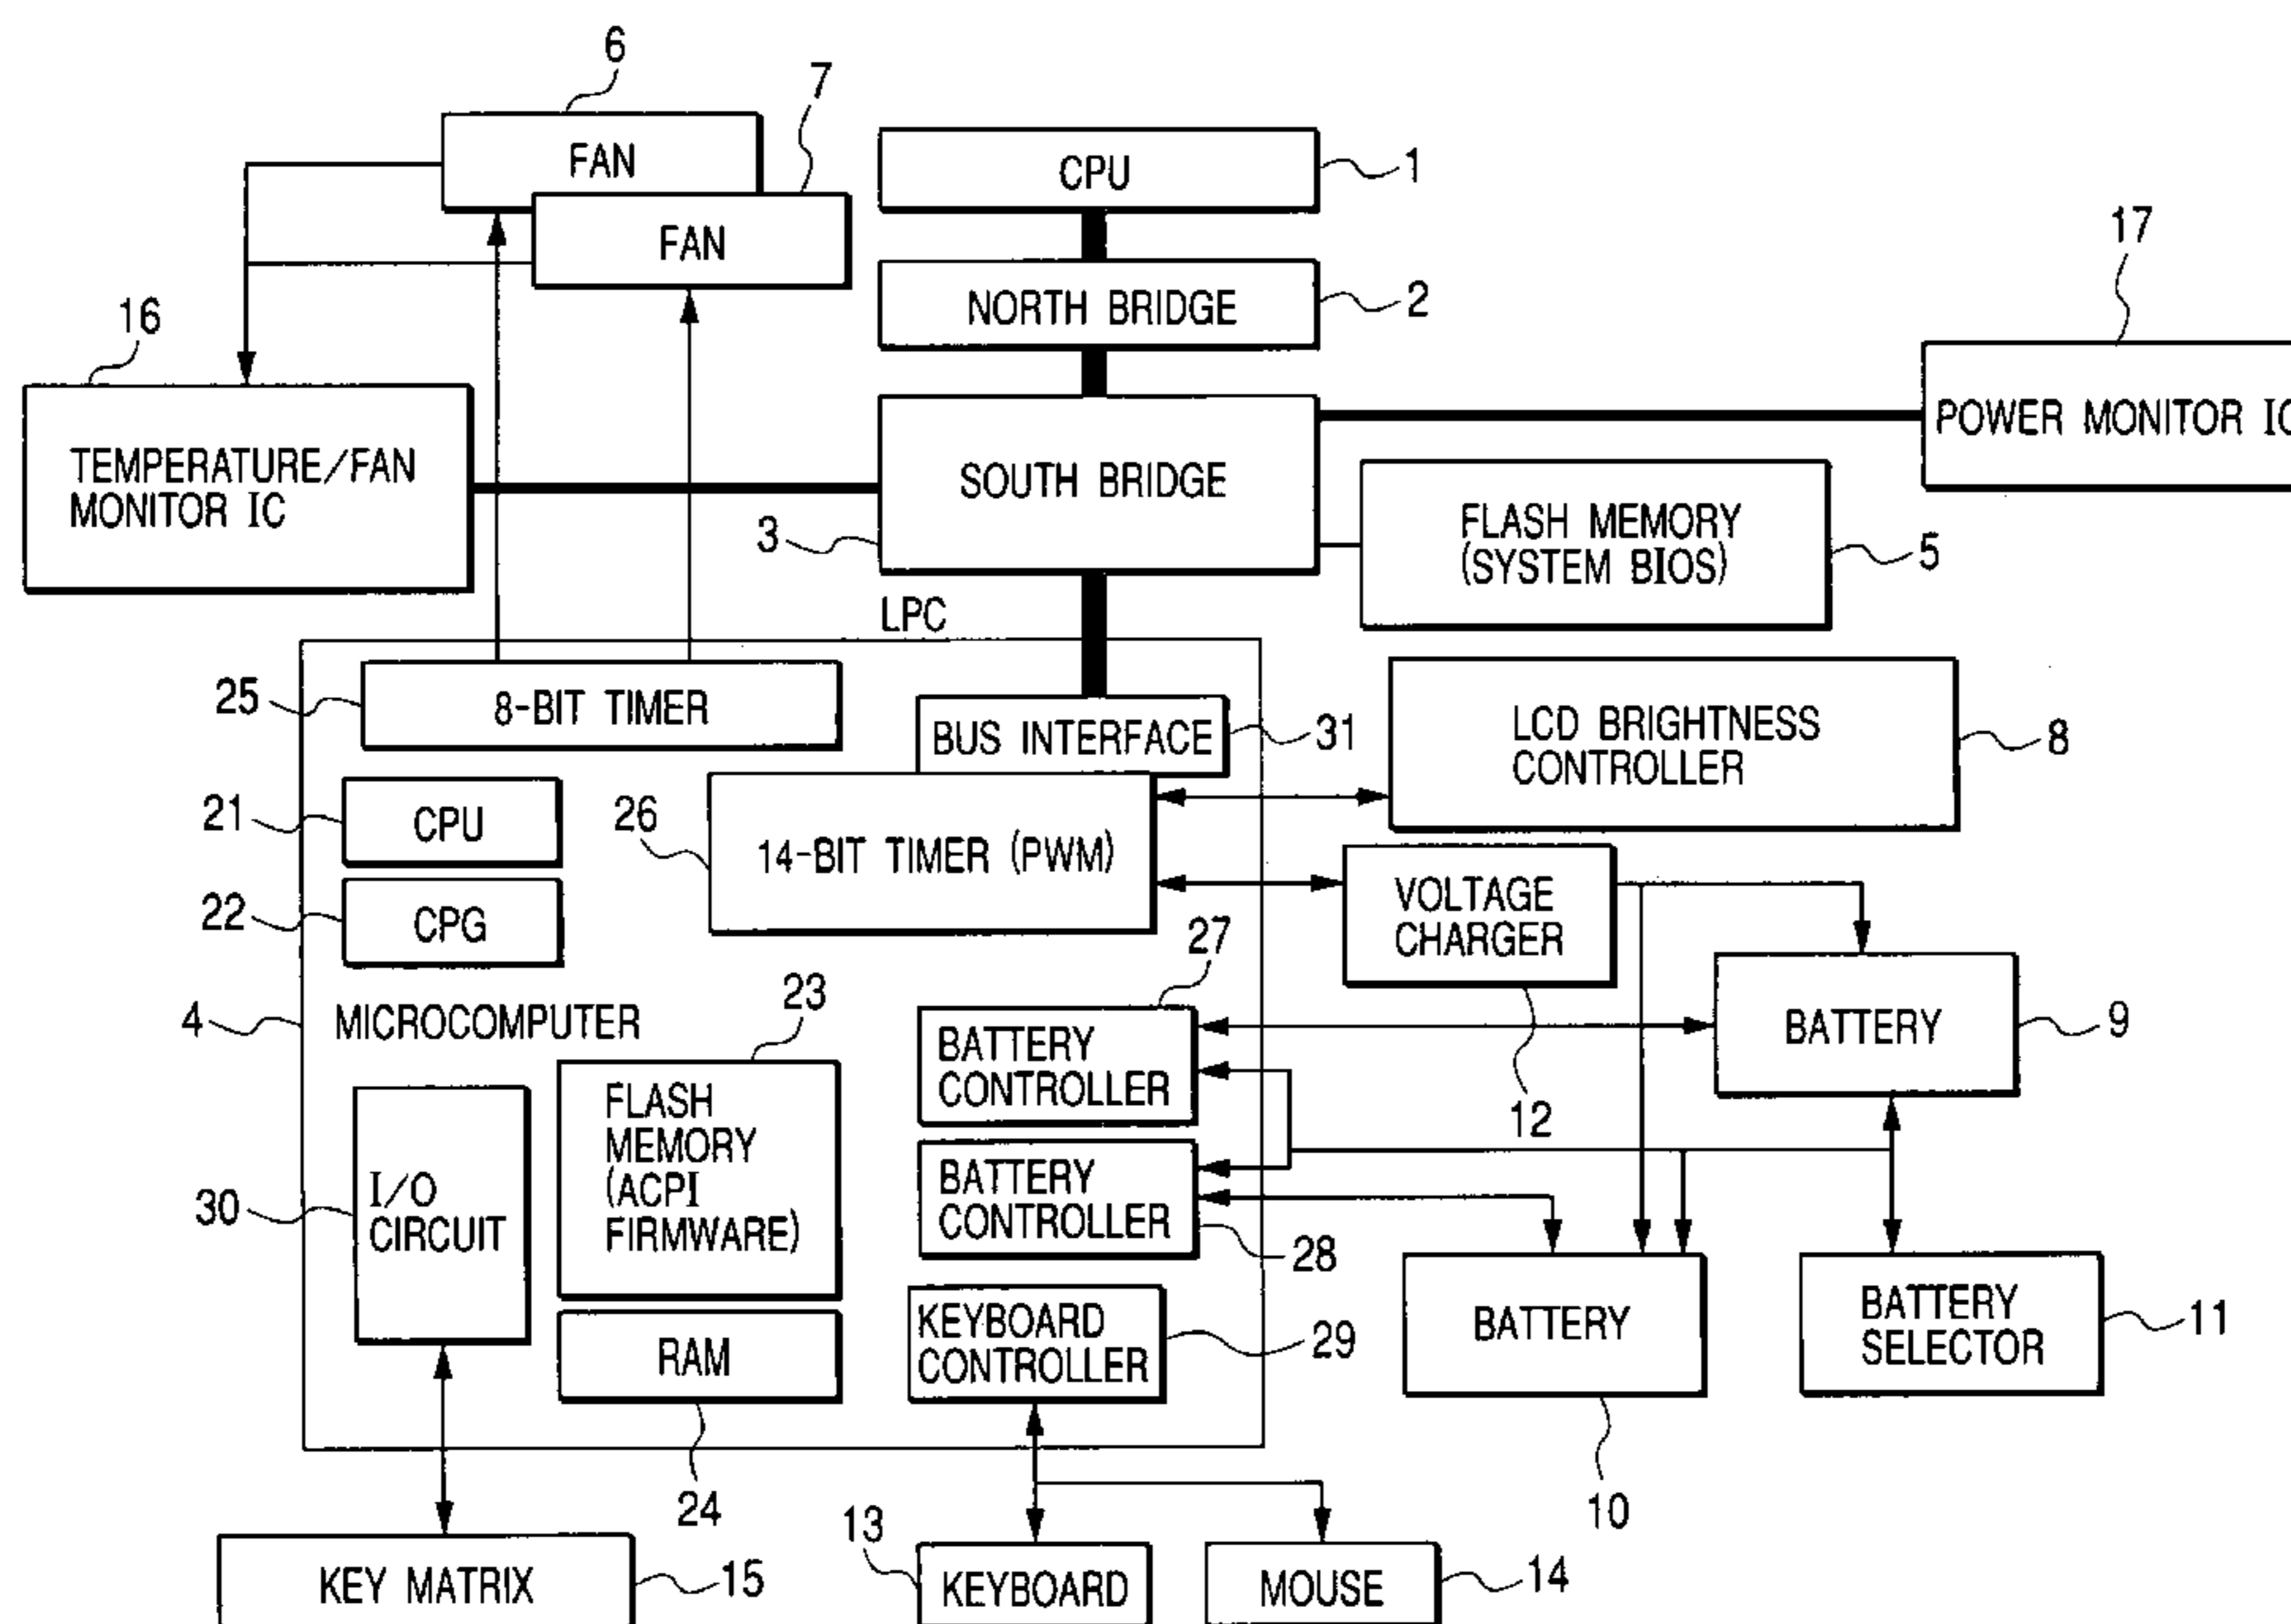 6
7
FAN
CPU
1
FAN
17
16
NORTH BRIDGE
2
POWER MONITOR IC
TEMPERATURE/FAN
MONITOR IC
SOUTH BRIDGE
3
FLASH MEMORY
(SYSTEM BIOS)
5
LPC
25
8-BIT TIMER
BUS INTERFACE
31
LCD BRIGHTNESS
CONTROLLER
8
21
CPU
26
14-BIT TIMER (PWM)
22
CPG
VOLTAGE
CHARGER
27
23
4
MICROCOMPUTER
BATTERY
CONTROLLER
BATTERY
9
12
FLASH
MEMORY
(ACPI
FIRMWARE)
30
I/O
CIRCUIT
BATTERY
CONTROLLER
28
KEYBOARD
CONTROLLER
29
BATTERY
BATTERY
SELECTOR
11
RAM
24
10
13
KEY MATRIX
15
KEYBOARD
MOUSE
14